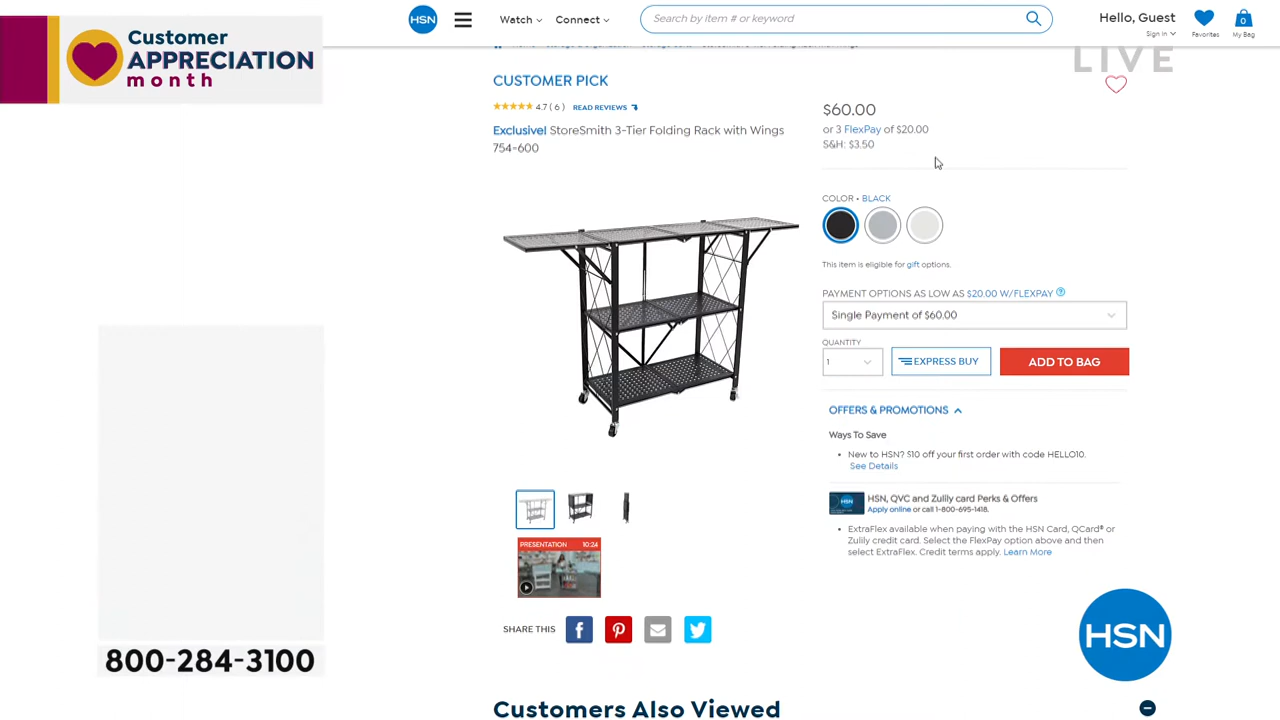 Customer
APPRECIATION
month
HSN
Watch
Connect
Search by item # or keyword
Hello, Guest
Sign in
Favorites
0
My Bag
LIVE
CUSTOMER PICK
4.7 ( 6 ) READ REVIEWS
Exclusive! StoreSmith 3-Tier Folding Rack with Wings
754-600
$60.00
or 3 FlexPay of $20.00
S&H: $3.50
COLOR • BLACK
This item is eligible for gift options.
PAYMENT OPTIONS AS LOW AS $20.00 W/FLEXPAY ?
Single Payment of $60.00
QUANTITY
1
EXPRESS BUY
ADD TO BAG
OFFERS & PROMOTIONS
Ways To Save
• New to HSN? $10 off your first order with code HELLO10.
See Details
HSN
HSN, QVC and Zulily card Perks & Offers
Apply online or call 1-800-695-1418.
• ExtraFlex available when paying with the HSN Card, QCard® or
Zulily credit card. Select the FlexPay option above and then
select ExtraFlex. Credit terms apply. Learn More
PRESENTATION 10:24
SHARE THIS
800-284-3100
HSN
Customers Also Viewed